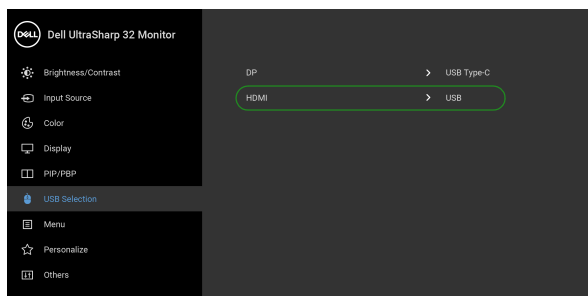 DELL Dell UltraSharp 32 Monitor
Brightness/Contrast
Input Source
Color
Display
PIP/PBP
USB Selection
Menu
Personalize
Others
DP > USB Type-C
HDMI > USB